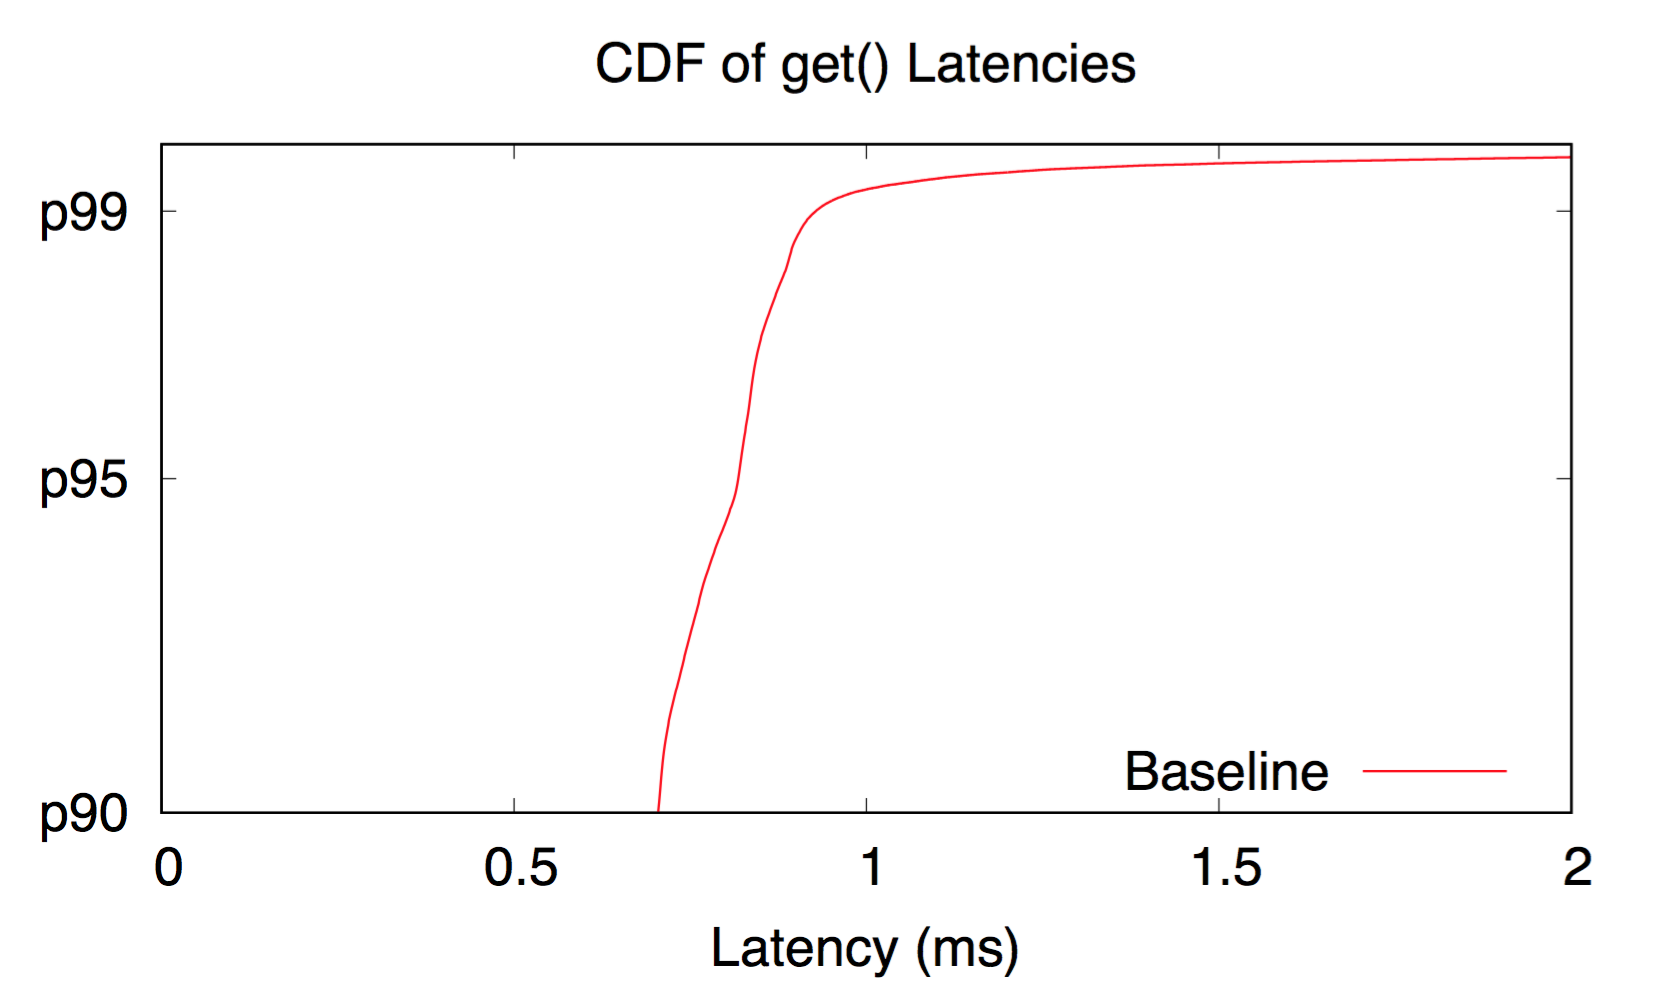 CDF of get() Latencies
p99
p95
p90
Baseline
0 0.5 1 1.5 2
Latency (ms)